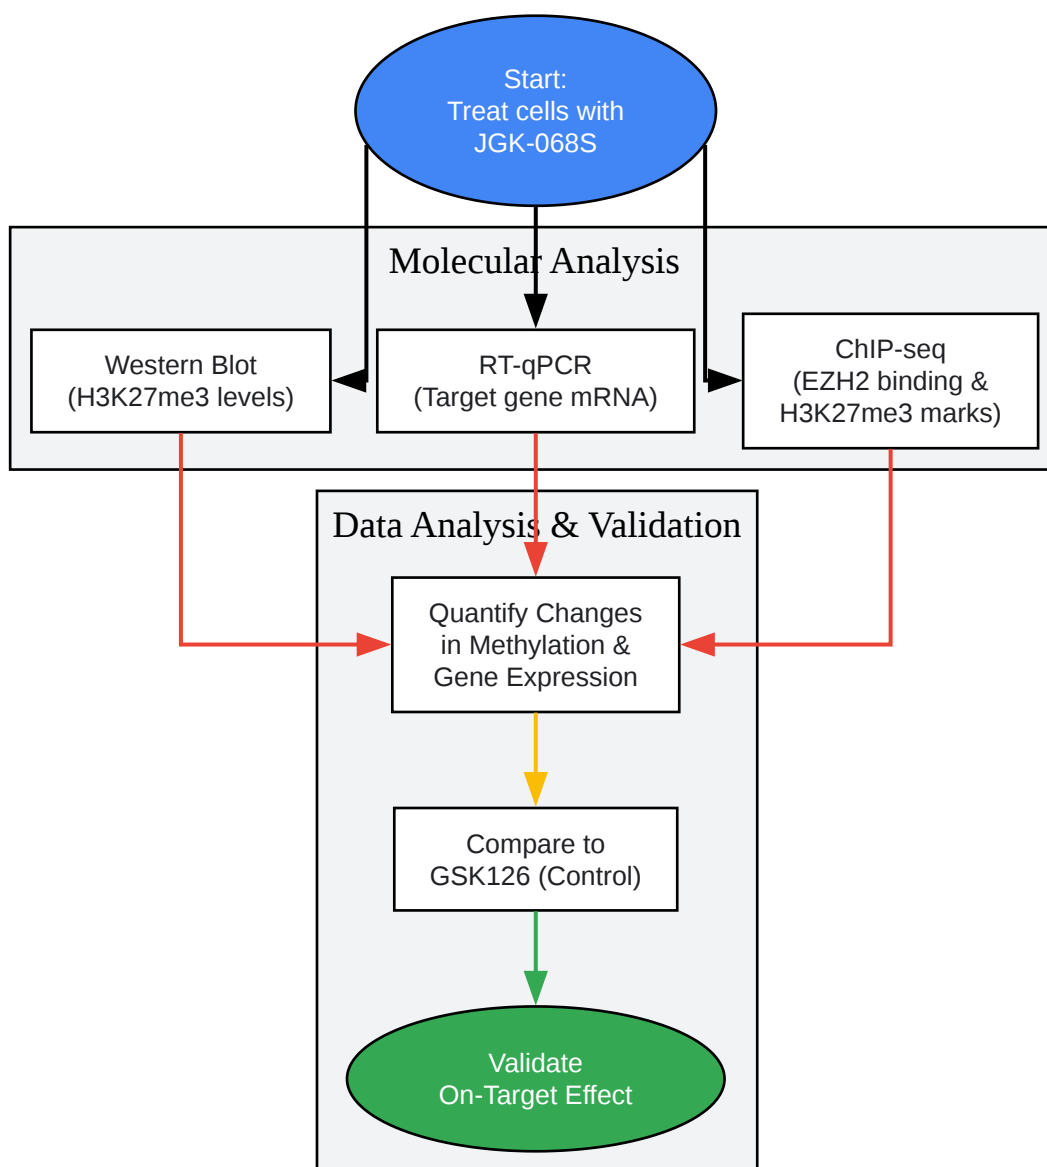 Start:
Treat cells with
JGK-068S
Molecular Analysis
Western Blot
(H3K27me3 levels)
RT-qPCR
(Target gene mRNA)
ChIP-seq
(EZH2 binding &
H3K27me3 marks)
Data Analysis & Validation
Quantify Changes
in Methylation &
Gene Expression
Compare to
GSK126 (Control)
Validate
On-Target Effect